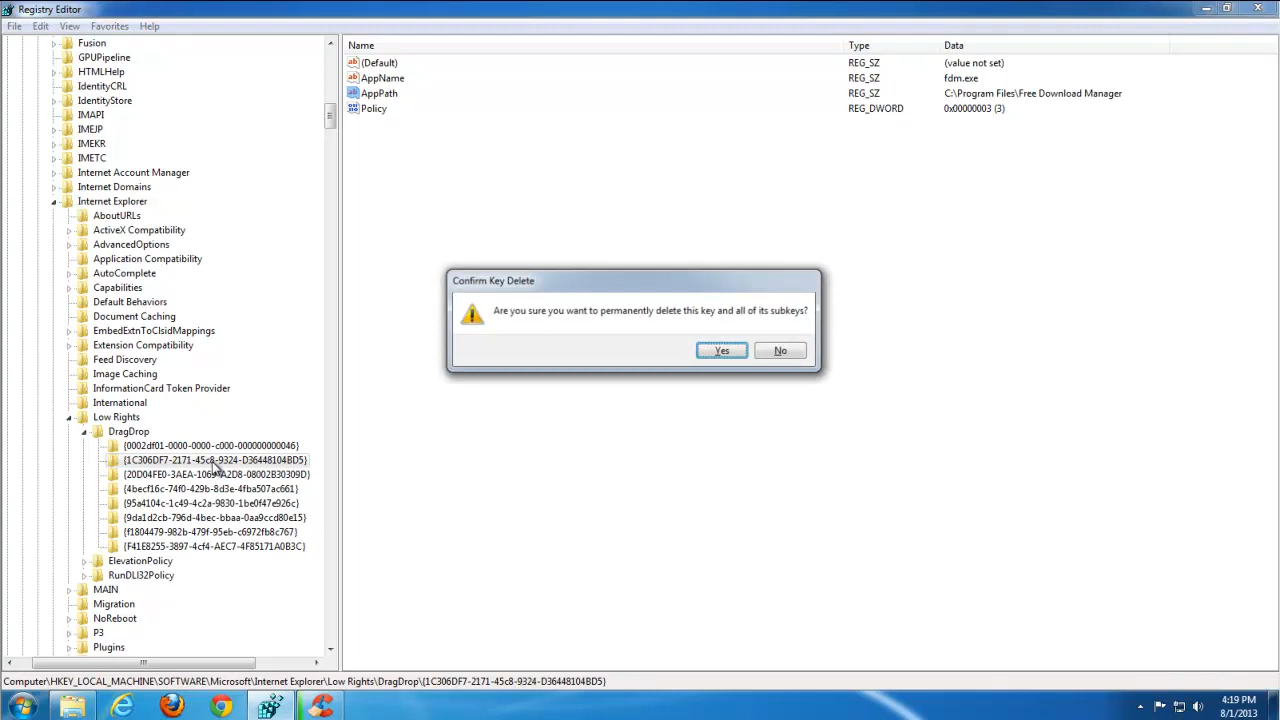 Registry Editor
File Edit View Favorites Help
Fusion
GPUPipeline
HTMLHelp
IdentityCRL
IdentityStore
IMAPI
IMEJP
IMEKR
IMETC
Internet Account Manager
Internet Domains
Internet Explorer
AboutURLs
ActiveX Compatibility
AdvancedOptions
Application Compatibility
AutoComplete
Capabilities
Default Behaviors
Document Caching
EmbedExtnToClsidMappings
Extension Compatibility
Feed Discovery
Image Caching
InformationCard Token Provider
International
Low Rights
DragDrop
{0002df01-0000-0000-c000-000000000046}
{1C306DF7-2171-45c8-9324-D36448104BD5}
{20D04FE0-3AEA-1069-A2D8-08002B30309D}
{4becf16c-74f0-429b-8d3e-4fba507ac661}
{95a4104c-1c49-4c2a-9830-1be0f47e926c}
{9da1d2cb-796d-4bec-bbaa-0aa9ccd80e15}
{f1804479-982b-479f-95eb-c6972fb8c767}
{F41E8255-3897-4cf4-AEC7-4F85171A0B3C}
ElevationPolicy
RunDLl32Policy
MAIN
Migration
NoReboot
P3
Plugins
Name Type Data
(Default) REG_SZ (value not set)
AppName REG_SZ fdm.exe
AppPath REG_SZ C:\Program Files\Free Download Manager
Policy REG_DWORD 0x00000003 (3)
Confirm Key Delete
Are you sure you want to permanently delete this key and all of its subkeys?
Yes No
Computer\HKEY_LOCAL_MACHINE\SOFTWARE\Microsoft\Internet Explorer\Low Rights\DragDrop\{1C306DF7-2171-45c8-9324-D36448104BD5}
4:19 PM
8/1/2013